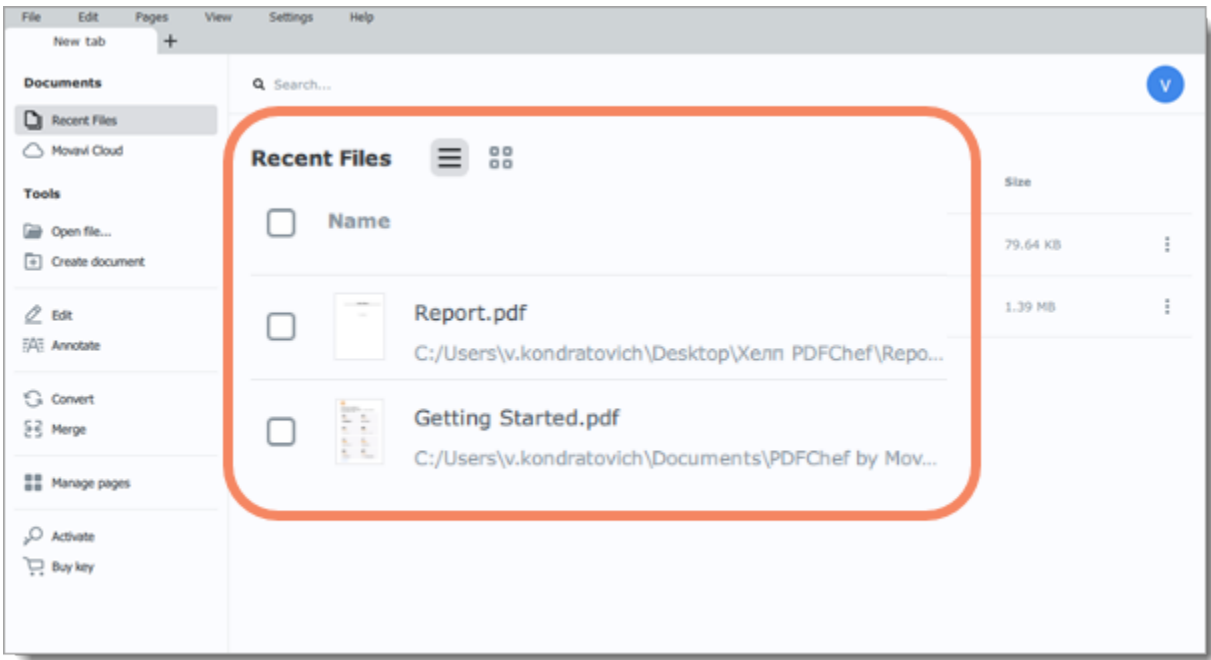 File Edit Pages View Settings Help
New tab +
Documents
Recent Files
Movavi Cloud
Tools
Open file...
Create document
Edit
Annotate
Convert
Merge
Manage pages
Activate
Buy key
Search...
V
Recent Files
Name
Size
Report.pdf
79.64 KB
C:/Users\v.kondratovich\Desktop\Хелп PDFChef\Repo...
Getting Started.pdf
1.39 MB
C:/Users\v.kondratovich\Documents\PDFChef by Mov...